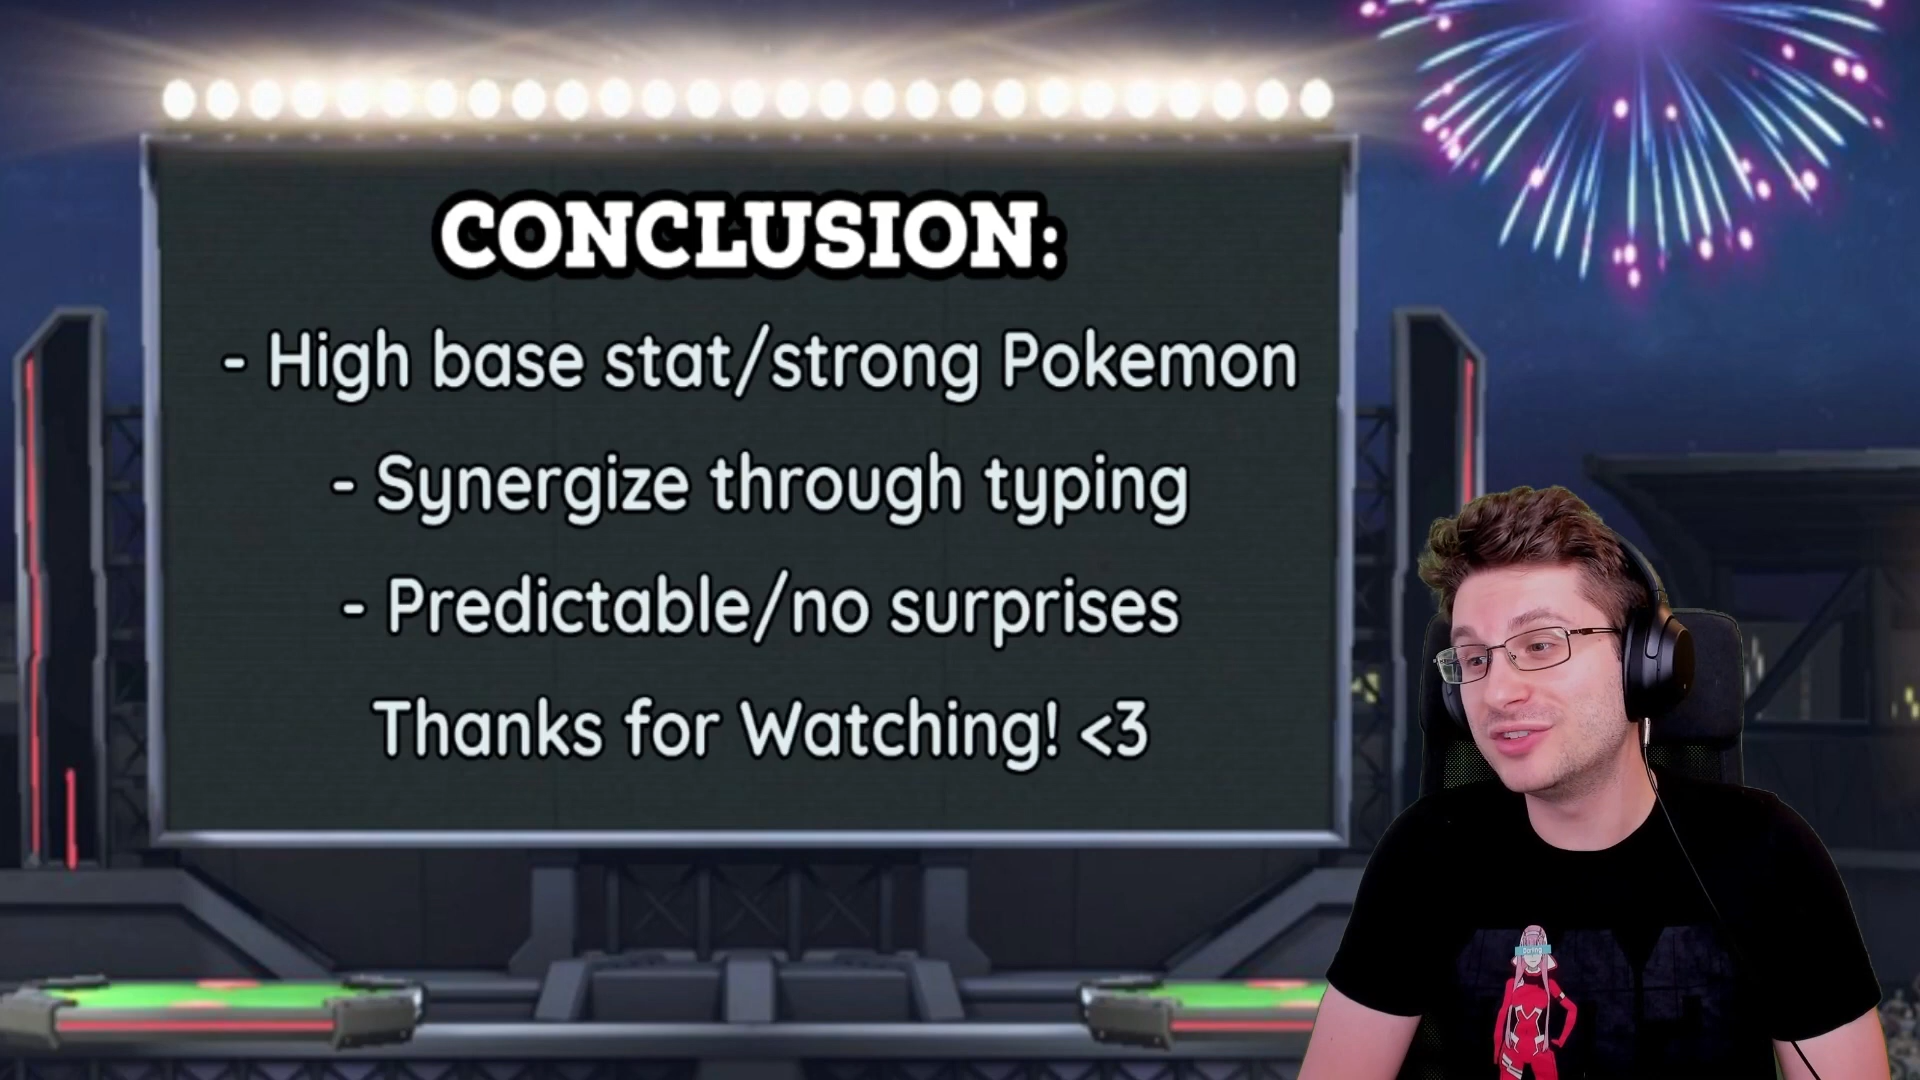 CONCLUSION:
- High base stat/strong Pokemon
- Synergize through typing
- Predictable/no surprises
Thanks for Watching! <3